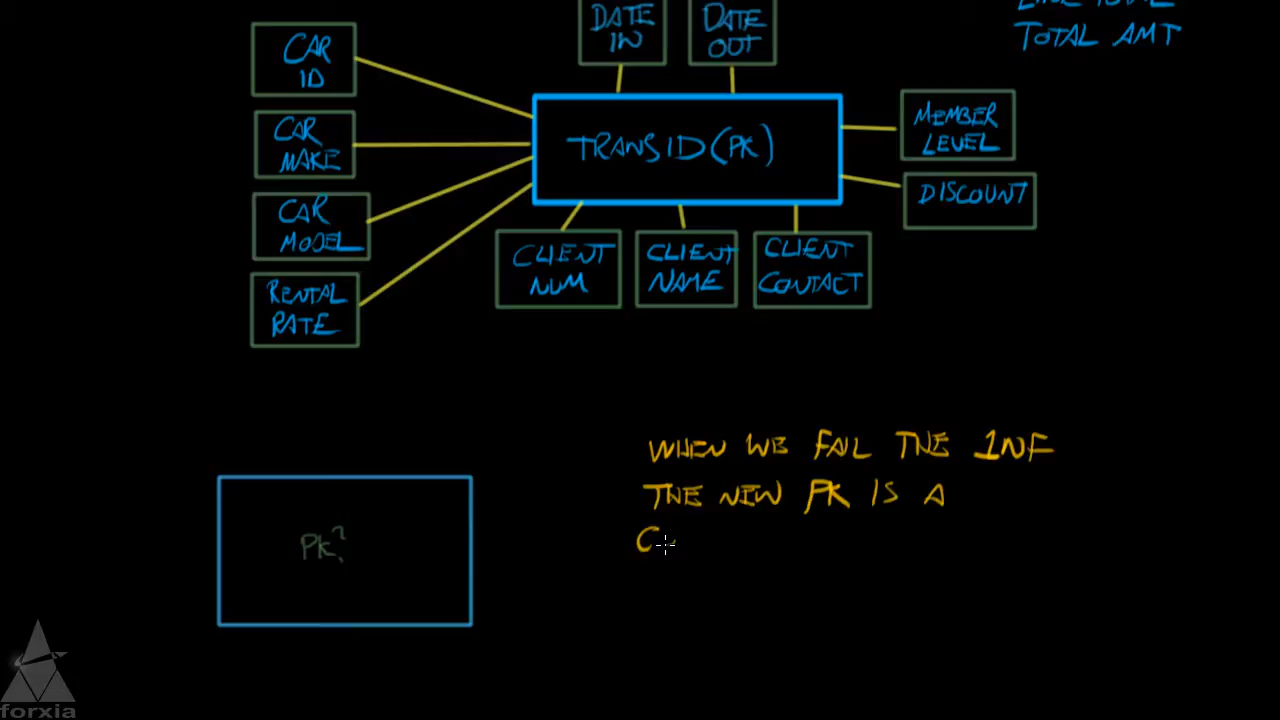 TOTAL AMT
DATE
IN
DATE
OUT
CAR
ID
CAR
MAKE
CAR
MODEL
RENTAL
RATE
TRANSID(PK)
MEMBER
LEVEL
DISCOUNT
CLIENT
NUM
CLIENT
NAME
CLIENT
CONTACT
WHEN WE FAIL THE 1NF
THE NEW PK IS A
C
PK?
forxia